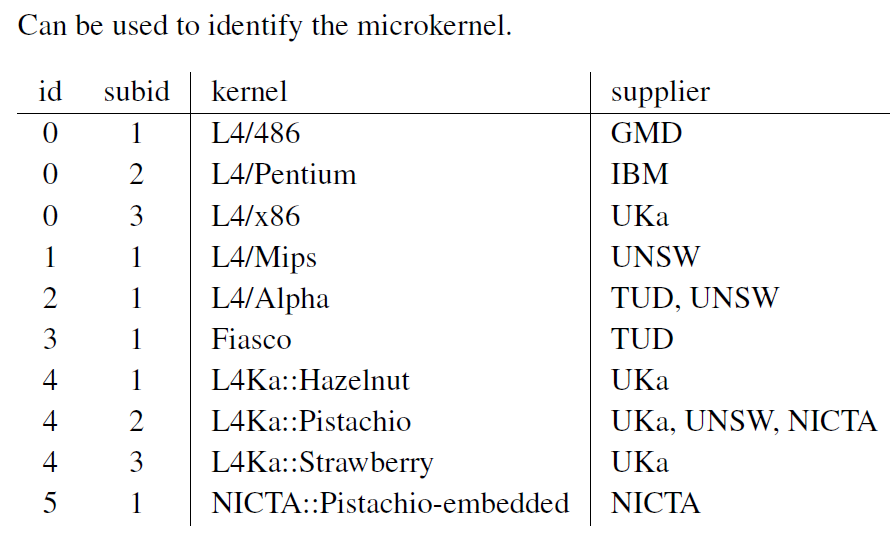 Can be used to identify the microkernel.
id subid kernel supplier
0 1 L4/486 GMD
0 2 L4/Pentium IBM
0 3 L4/x86 UKa
1 1 L4/Mips UNSW
2 1 L4/Alpha TUD, UNSW
3 1 Fiasco TUD
4 1 L4Ka::Hazelnut UKa
4 2 L4Ka::Pistachio UKa, UNSW, NICTA
4 3 L4Ka::Strawberry UKa
5 1 NICTA::Pistachio-embedded NICTA